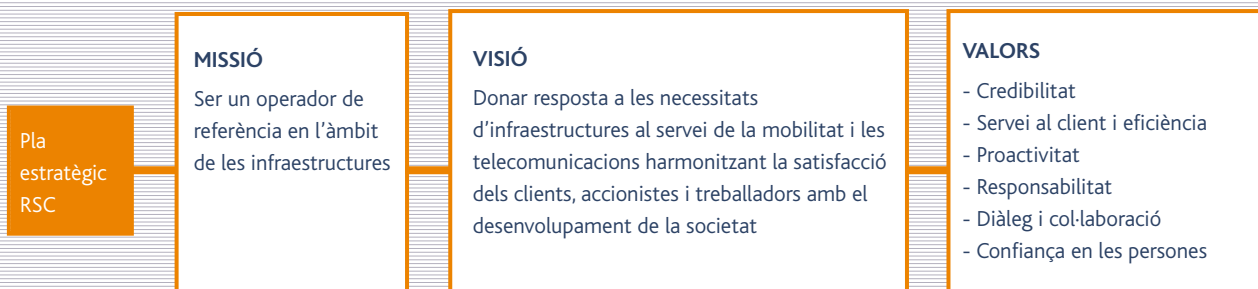 Pla
estratègic
RSC
MISSIÓ
Ser un operador de
referència en l’àmbit
de les infraestructures
VISIÓ
Donar resposta a les necessitats
d’infraestructures al servei de la mobilitat i les
telecomunicacions harmonitzant la satisfacció
dels clients, accionistes i treballadors amb el
desenvolupament de la societat
VALORS
- Credibilitat
- Servei al client i eficiència
- Proactivitat
- Responsabilitat
- Diàleg i col·laboració
- Confiança en les persones